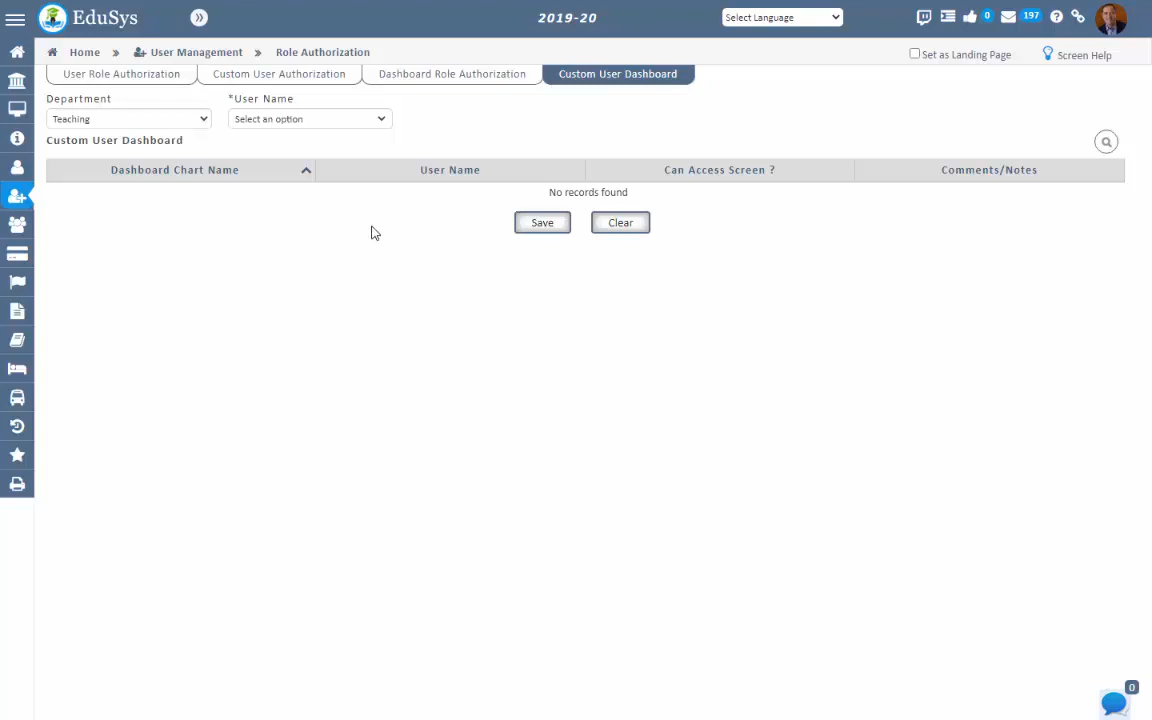 EduSys
2019-20
Select Language
0
197
Home » User Management » Role Authorization
Set as Landing Page
Screen Help
User Role Authorization
Custom User Authorization
Dashboard Role Authorization
Custom User Dashboard
Department
*User Name
Teaching
Select an option
Custom User Dashboard
Dashboard Chart Name
User Name
Can Access Screen ?
Comments/Notes
No records found
Save
Clear
0